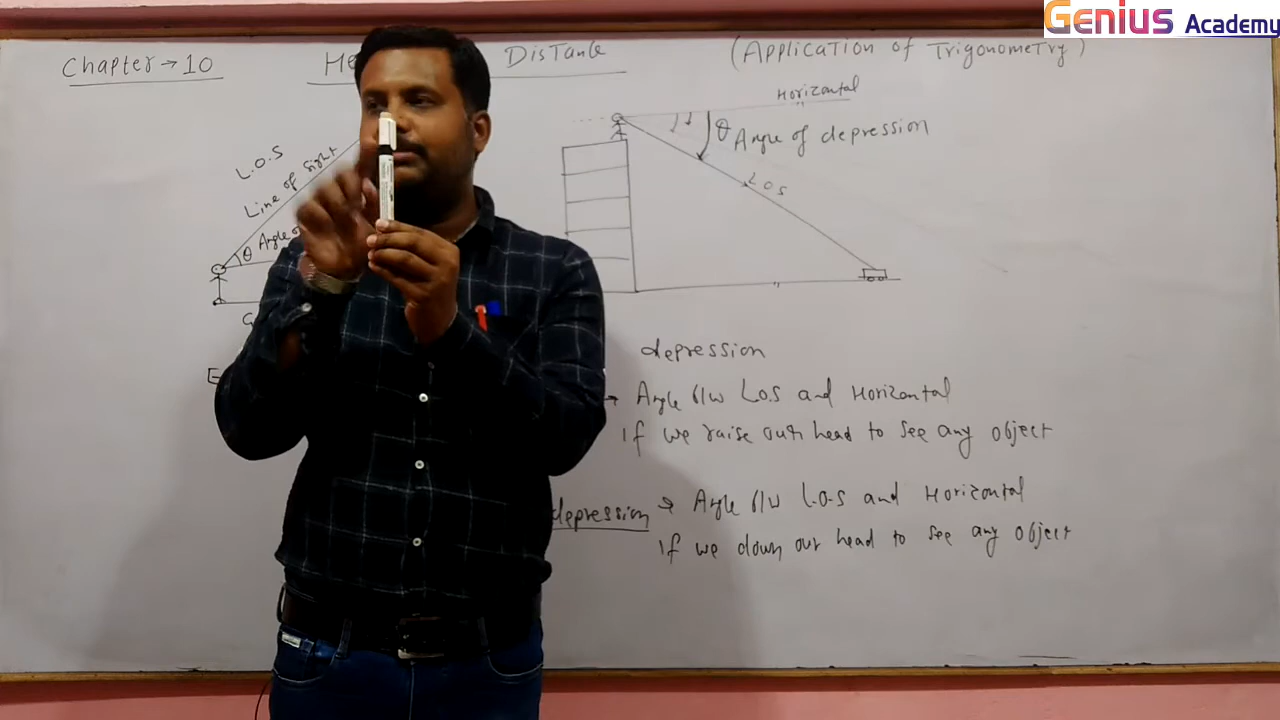 Genius Academy
Chapter → 10
DisTance
(Application of Trigonometry)
Horizontal
θ Angle of depression
L.O.S
L.O.S
Line of sight
θ Angle
depression
→ Angle b/w L.O.S and Horizontal
If we raise our head to see any object
depression → Angle b/w L.O.S and Horizontal
If we down our head to see any object